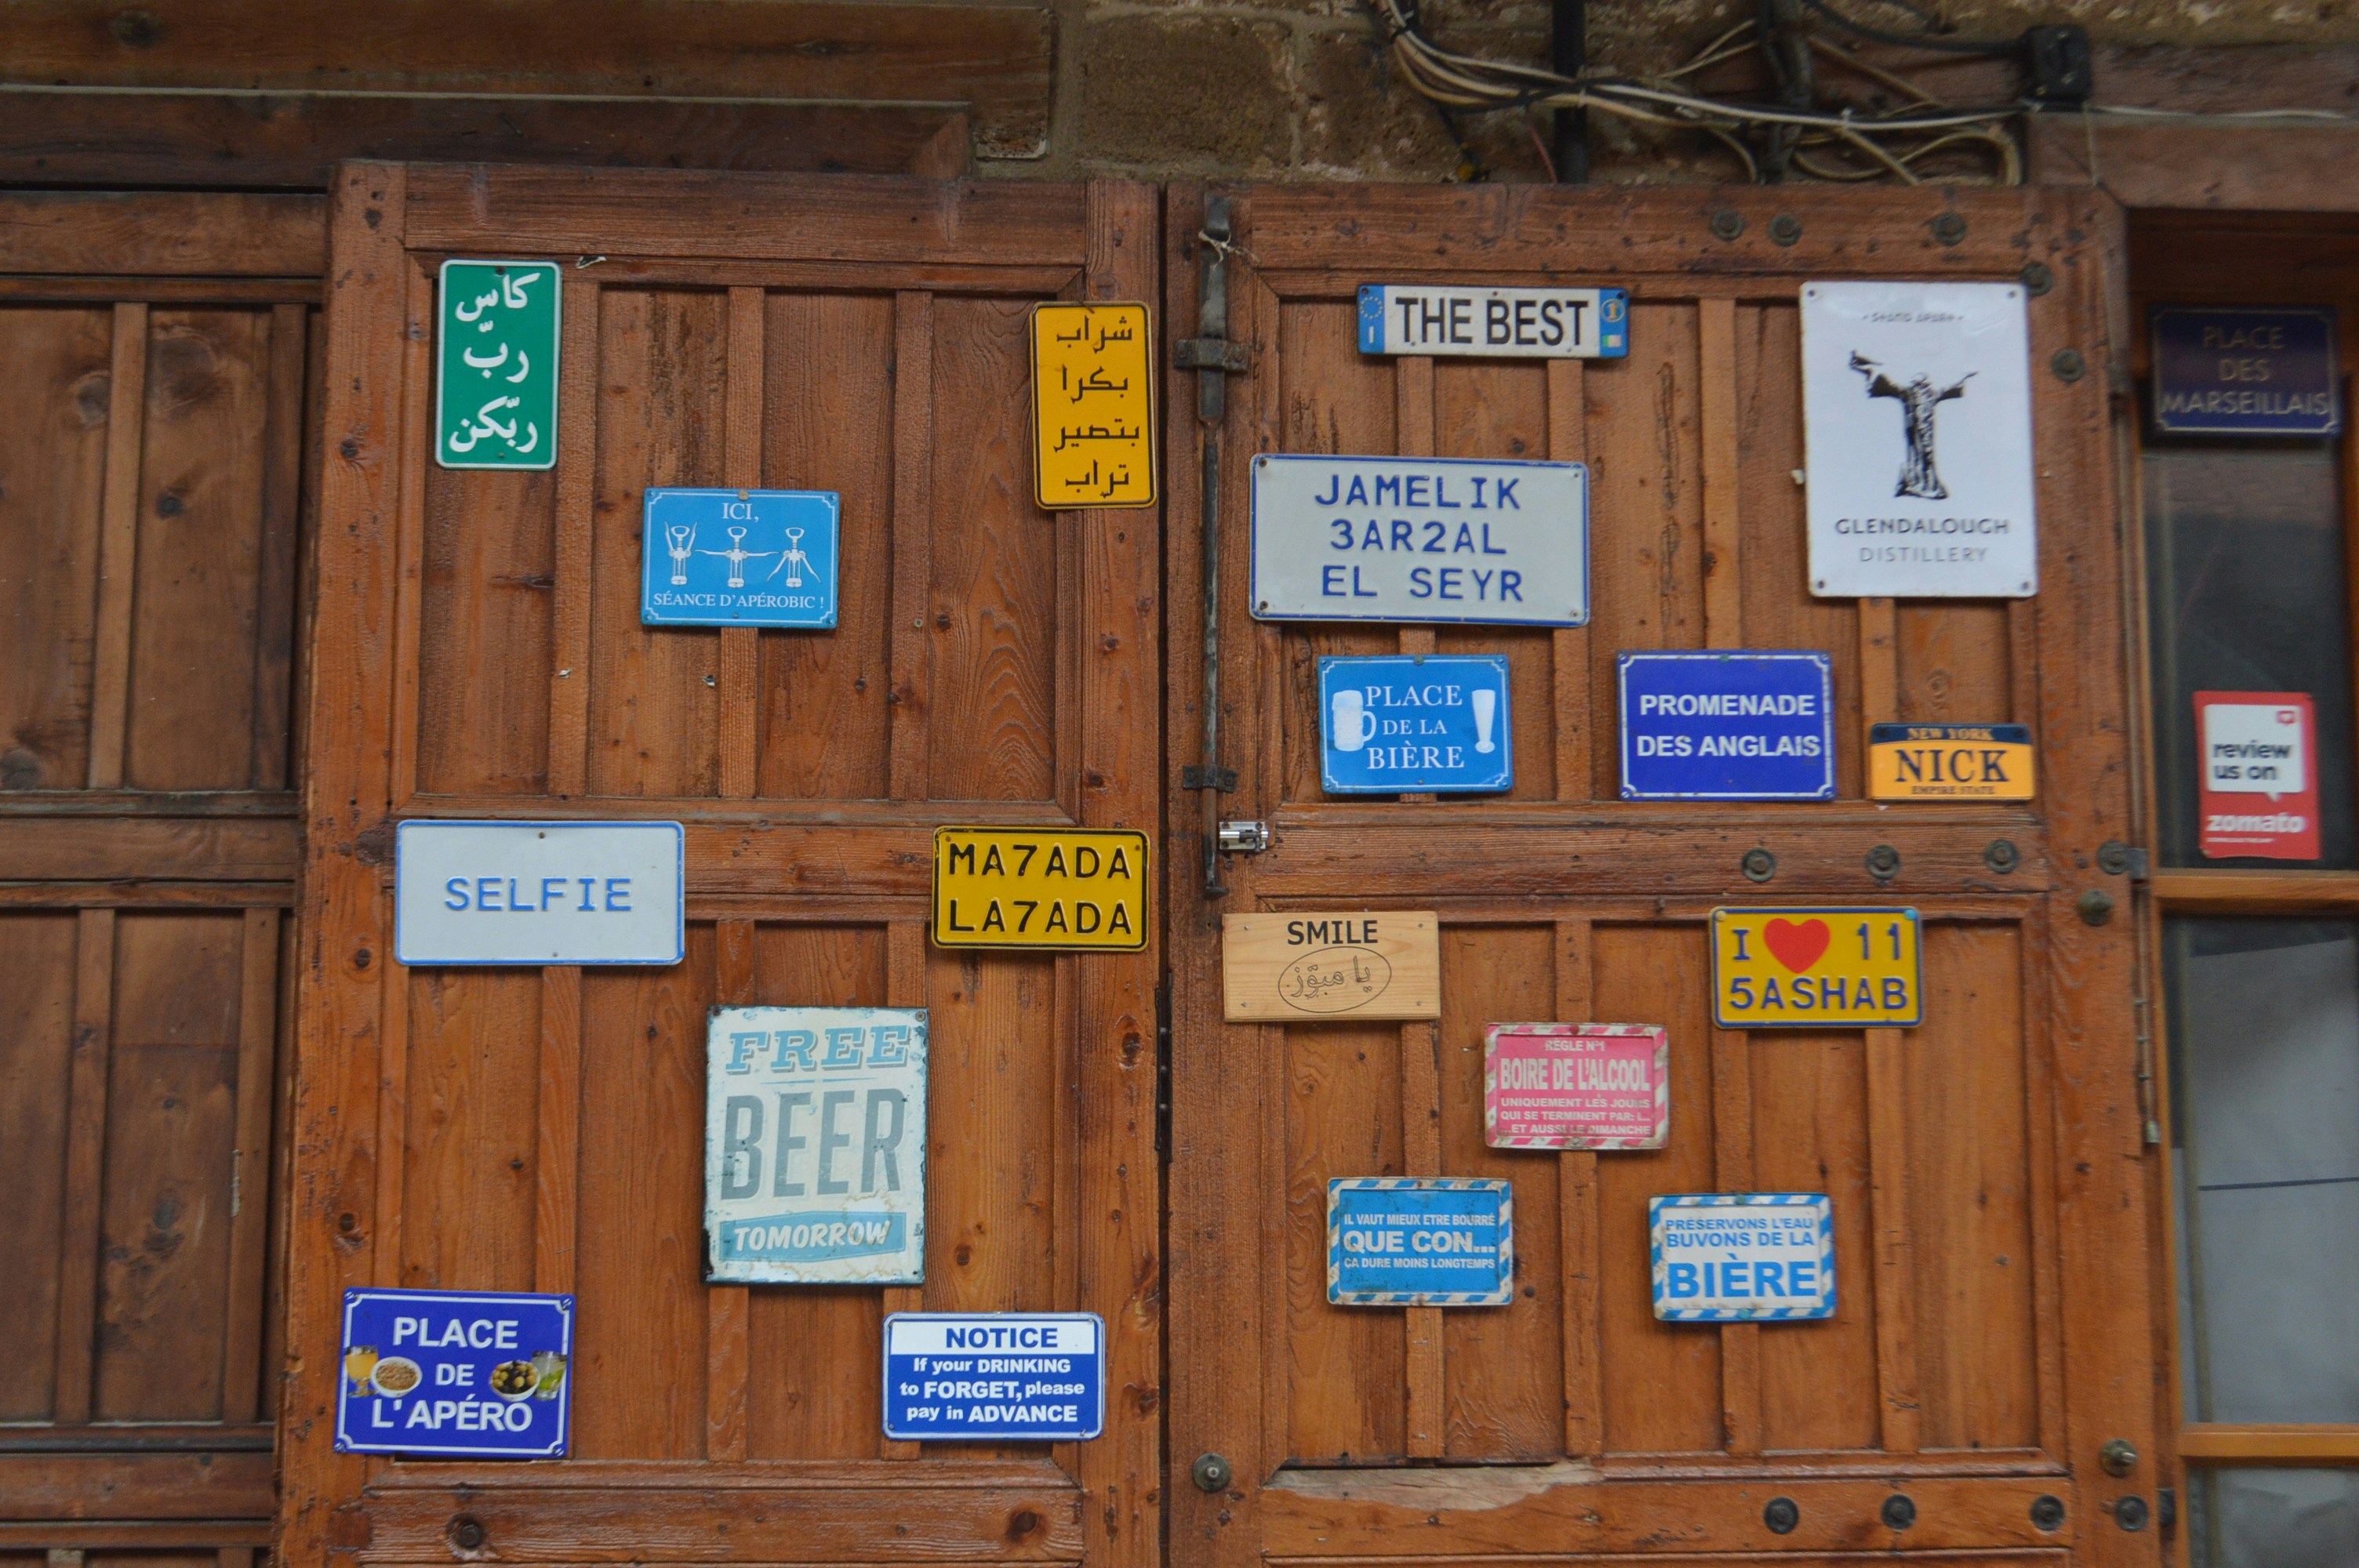 كاس
ربّ
ربّكن
شراب
بكرا
بتصير
تراب
ICI,
SÉANCE D'APÉROBIC !
SELFIE
MA7ADA
LA7ADA
FREE
BEER
TOMORROW
PLACE
DE
L'APÉRO
NOTICE
If your DRINKING
to FORGET, please
pay in ADVANCE
THE BEST
JAMELIK
3AR2AL
EL SEYR
GLENDALOUGH
DISTILLERY
PLACE
DE LA
BIÈRE
PROMENADE
DES ANGLAIS
NEW YORK
NICK
EMPIRE STATE
SMILE
يا مبوّز
I ❤ 11
5ASHAB
RÈGLE N°1
BOIRE DE L'ALCOOL
UNIQUEMENT LES JOURS
QUI SE TERMINENT PAR: I...
...ET AUSSI LE DIMANCHE
IL VAUT MIEUX ETRE BOURRÉ
QUE CON...
ÇA DURE MOINS LONGTEMPS
PRÉSERVONS L'EAU
BUVONS DE LA
BIÈRE
PLACE
DES
MARSEILLAIS
review
us on
zomato